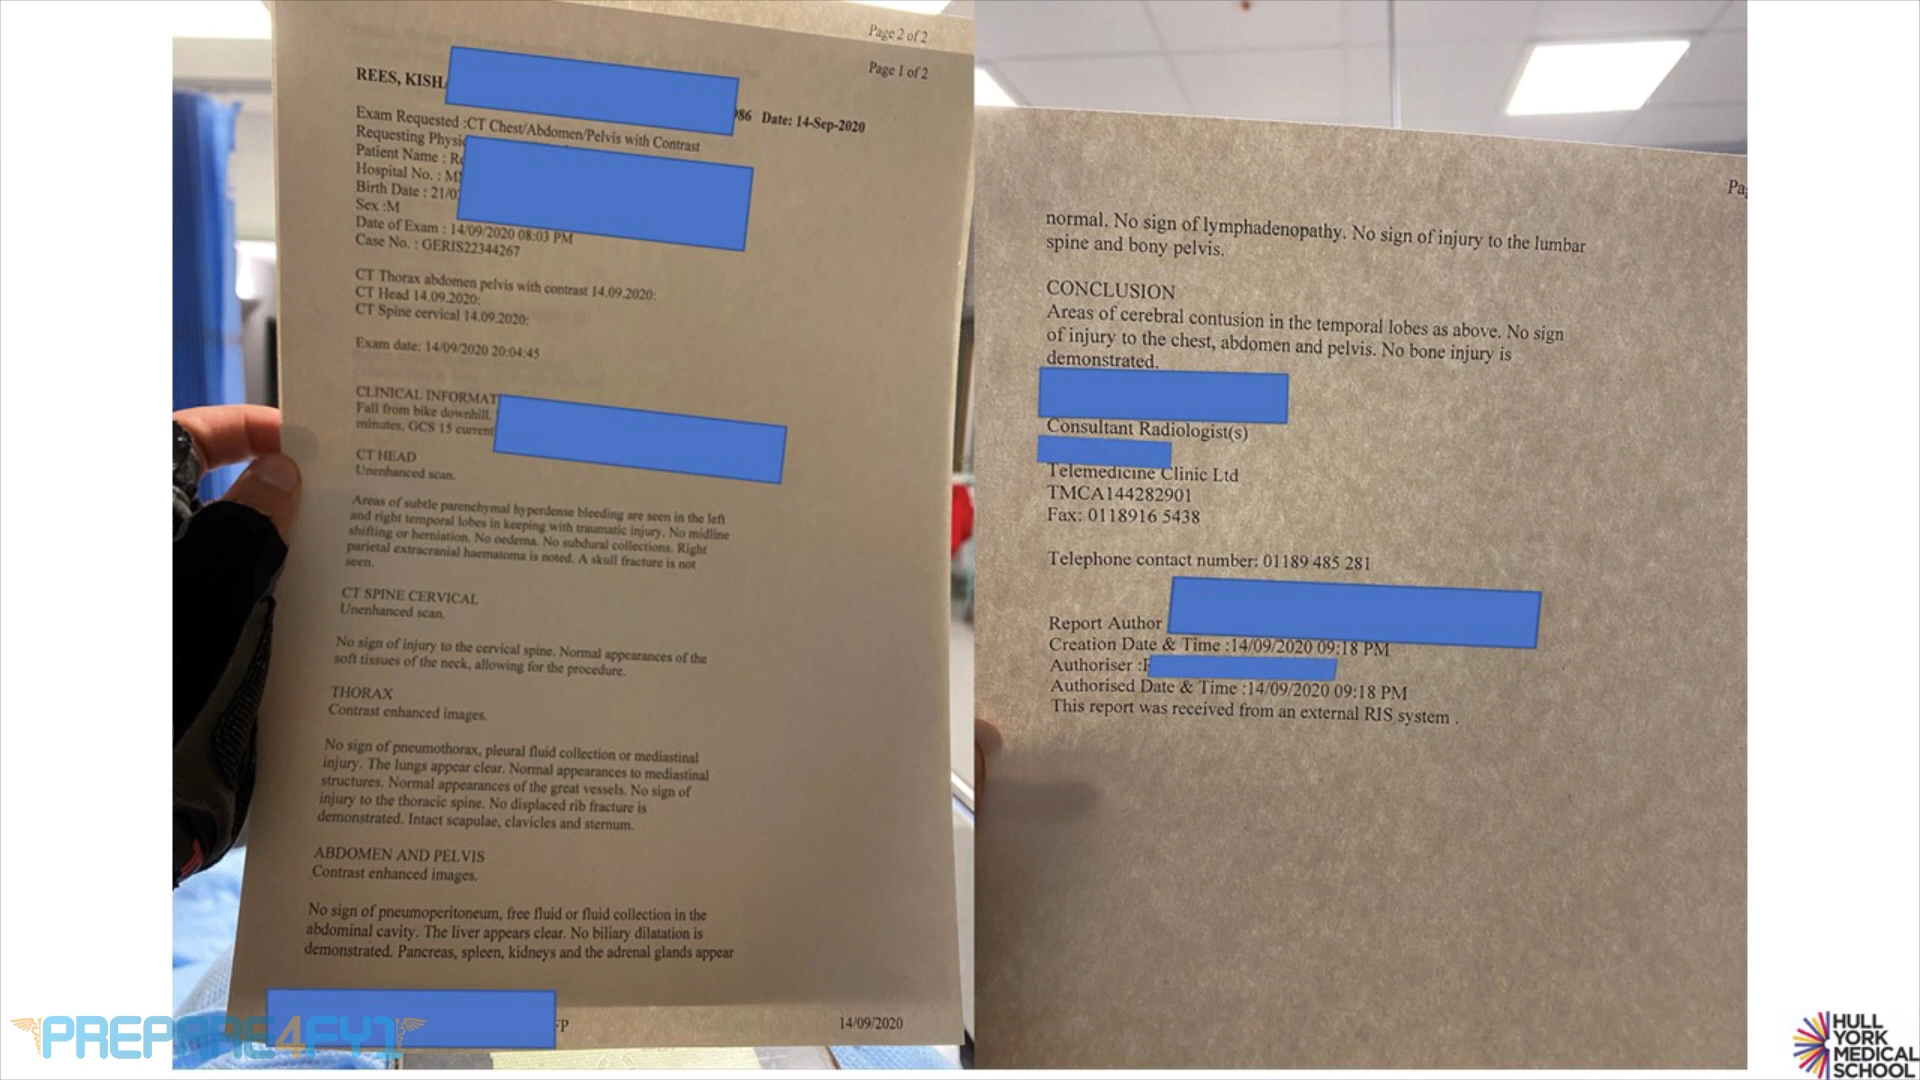 Page 2 of 2
Page 1 of 2
REES, KISH
86 Date: 14-Sep-2020
Exam Requested :CT Chest/Abdomen/Pelvis with Contrast
Requesting Physi
Patient Name : Re
Hospital No. : M
Birth Date : 21/0
Sex :M
Date of Exam : 14/09/2020 08:03 PM
Case No. : GERIS22344267
CT Thorax abdomen pelvis with contrast 14.09.2020:
CT Head 14.09.2020:
CT Spine cervical 14.09.2020:
Exam date: 14/09/2020 20:04:45
CLINICAL INFORMAT
Fall from bike downhill.
minutes, GCS 15 current
CT HEAD
Unenhanced scan.
Areas of subtle parenchymal hyperdense bleeding are seen in the left
and right temporal lobes in keeping with traumatic injury. No midline
shifting or herniation. No oedema. No subdural collections. Right
parietal extracranial haematoma is noted. A skull fracture is not
seen.
CT SPINE CERVICAL
Unenhanced scan.
No sign of injury to the cervical spine. Normal appearances of the
soft tissues of the neck, allowing for the procedure.
THORAX
Contrast enhanced images.
No sign of pneumothorax, pleural fluid collection or mediastinal
injury. The lungs appear clear. Normal appearances to mediastinal
structures. Normal appearances of the great vessels. No sign of
injury to the thoracic spine. No displaced rib fracture is
demonstrated. Intact scapulae, clavicles and sternum.
ABDOMEN AND PELVIS
Contrast enhanced images.
No sign of pneumoperitoneum, free fluid or fluid collection in the
abdominal cavity. The liver appears clear. No biliary dilatation is
demonstrated. Pancreas, spleen, kidneys and the adrenal glands appear
FP
14/09/2020
Pa
normal. No sign of lymphadenopathy. No sign of injury to the lumbar
spine and bony pelvis.
CONCLUSION
Areas of cerebral contusion in the temporal lobes as above. No sign
of injury to the chest, abdomen and pelvis. No bone injury is
demonstrated.
Consultant Radiologist(s)
Telemedicine Clinic Ltd
TMCA144282901
Fax: 0118916 5438
Telephone contact number: 01189 485 281
Report Author
Creation Date & Time :14/09/2020 09:18 PM
Authoriser :
Authorised Date & Time :14/09/2020 09:18 PM
This report was received from an external RIS system .
PREPARE4FY1
HULL
YORK
MEDICAL
SCHOOL